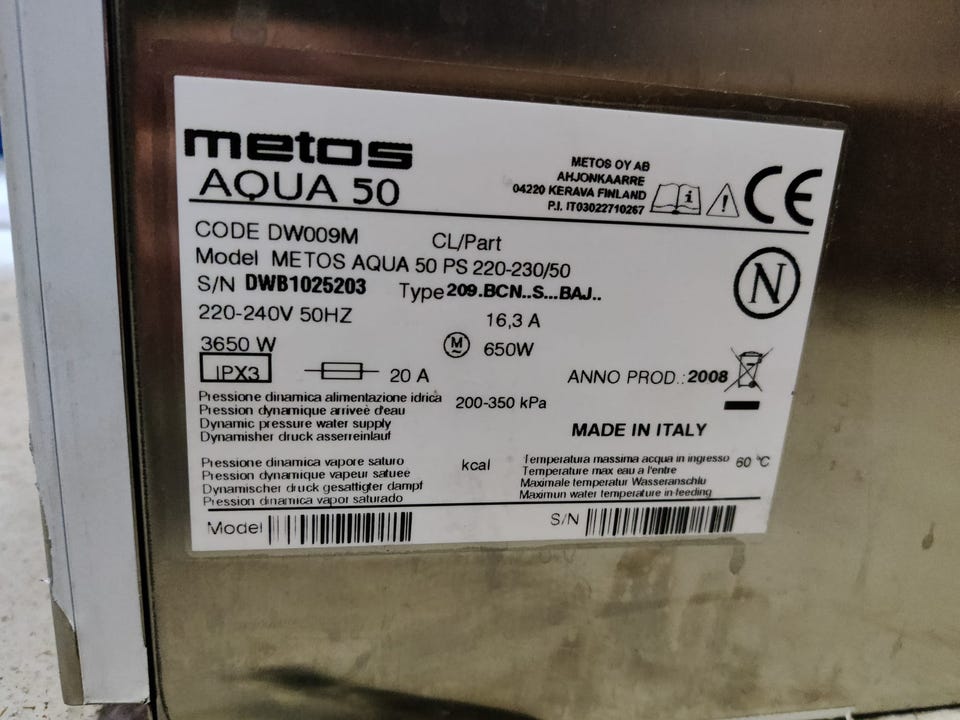 metos
AQUA 50
METOS OY AB
AHJONKAARRE
04220 KERAVA FINLAND
P.I. IT03022710267
i
CE
CODE DW009M CL/Part
Model METOS AQUA 50 PS 220-230/50
S/N DWB1025203 Type 209.BCN..S...BAJ..
N
220-240V 50HZ 16,3 A
3650 W M 650W
IPX3 20 A ANNO PROD.: 2008
Pressione dinamica alimentazione idrica
Pression dynamique arriveè d'eau
Dynamic pressure water supply
Dynamisher druck asserreinlauf
200-350 kPa
MADE IN ITALY
Pressione dinamica vapore saturo
Pression dynamique vapeur satuee
Dynamischer druck gesattigter dampf
Pression dinamica vapor saturado
kcal
Temperatura massima acqua in ingresso
Temperature max eau a l'entre
Maximale temperatur Wasseranschlu
Maximun water temperature in feeding
60 °C
Model
S/N